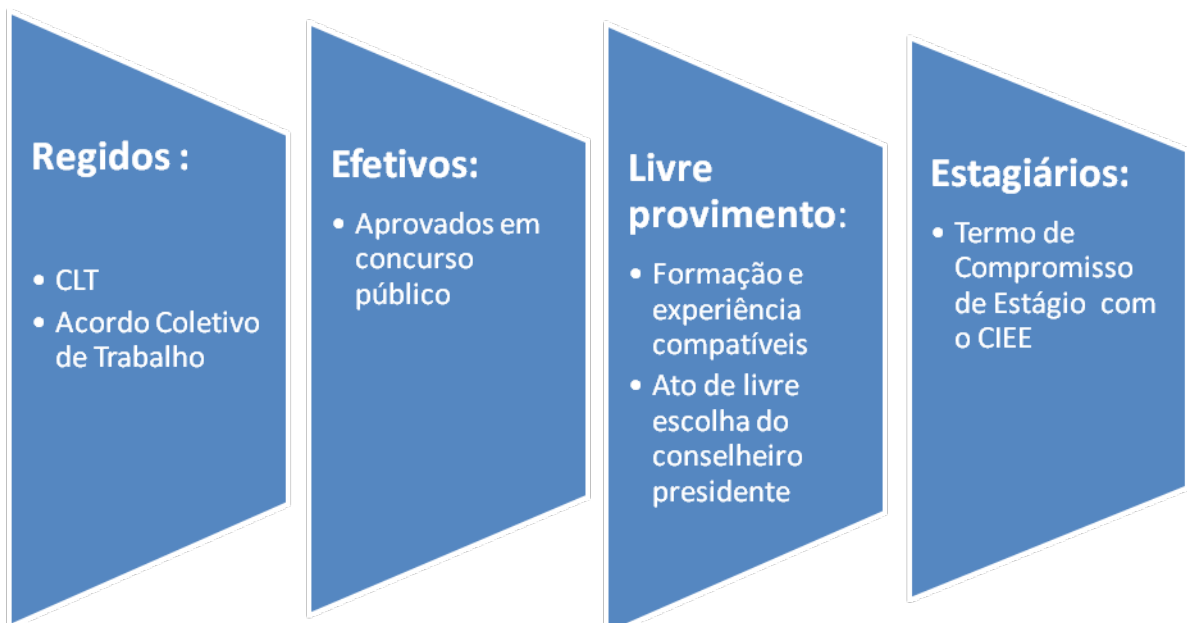 Regidos :
• CLT
• Acordo Coletivo
de Trabalho
Efetivos:
• Aprovados em
concurso
público
Livre
provimento:
• Formação e
experiência
compatíveis
• Ato de livre
escolha do
conselheiro
presidente
Estagiários:
• Termo de
Compromisso
de Estágio com
o CIEE